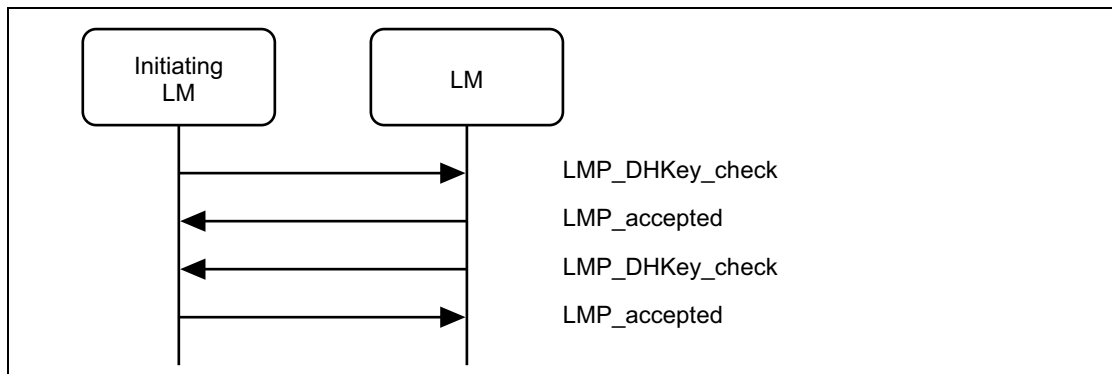 Initiating
LM
LM
LMP_DHKey_check
LMP_accepted
LMP_DHKey_check
LMP_accepted